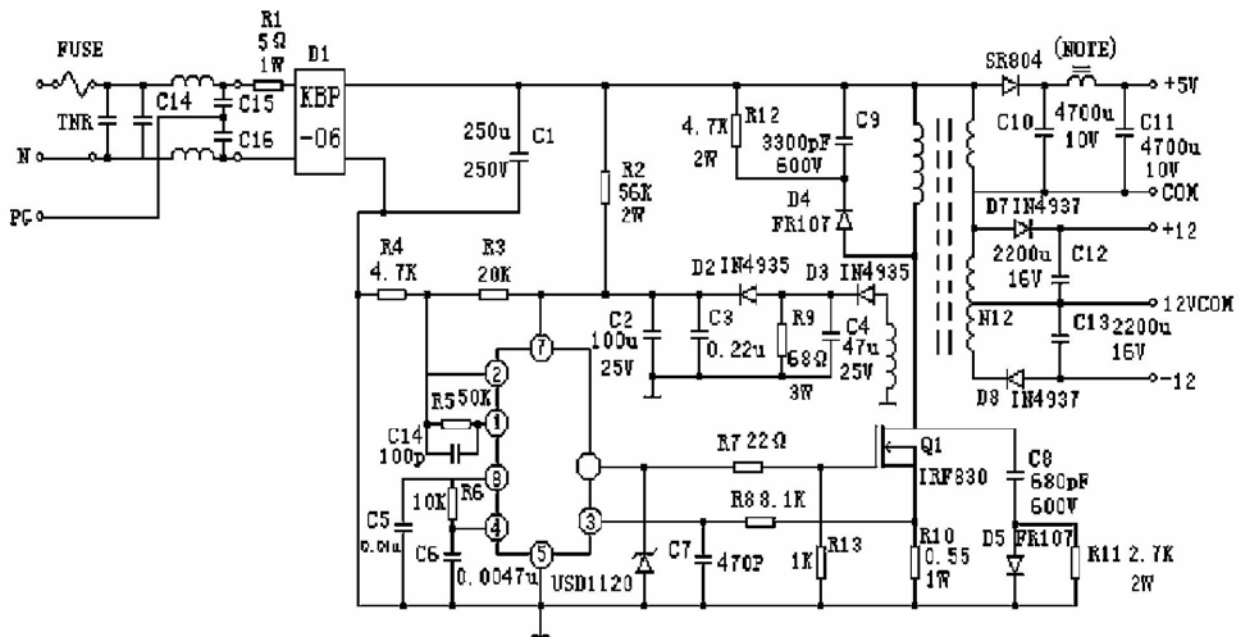 FUSE
R1
5Ω
1W
D1
KBP
-06
C14
C15
C16
TNR
N
PG
250u
250V
C1
R2
56K
2W
4.7K
2W
R12
3300pF
600V
C9
D4
FR107
SR804
(NOTE)
+5V
C10
4700u
10V
C11
4700u
10V
COM
D7IN4937
+12
2200u
16V
C12
12VCOM
N12
C13
2200u
16V
-12
D8
IN4937
R4
4.7K
R3
20K
D2 IN4935
D3
IN4935
C2
100u
25V
C3
0.22u
R9
68Ω
3W
C4
47u
25V
7
2
R5
50K
1
C14
100p
8
R6
10K
4
C5
0.01u
C6
0.0047u
5
3
USD1120
R7 22Ω
R8 8.1K
C7
470P
R13
1K
Q1
IRF830
R10
0.55
1W
C8
680pF
600V
D5
FR107
R11 2.7K
2W